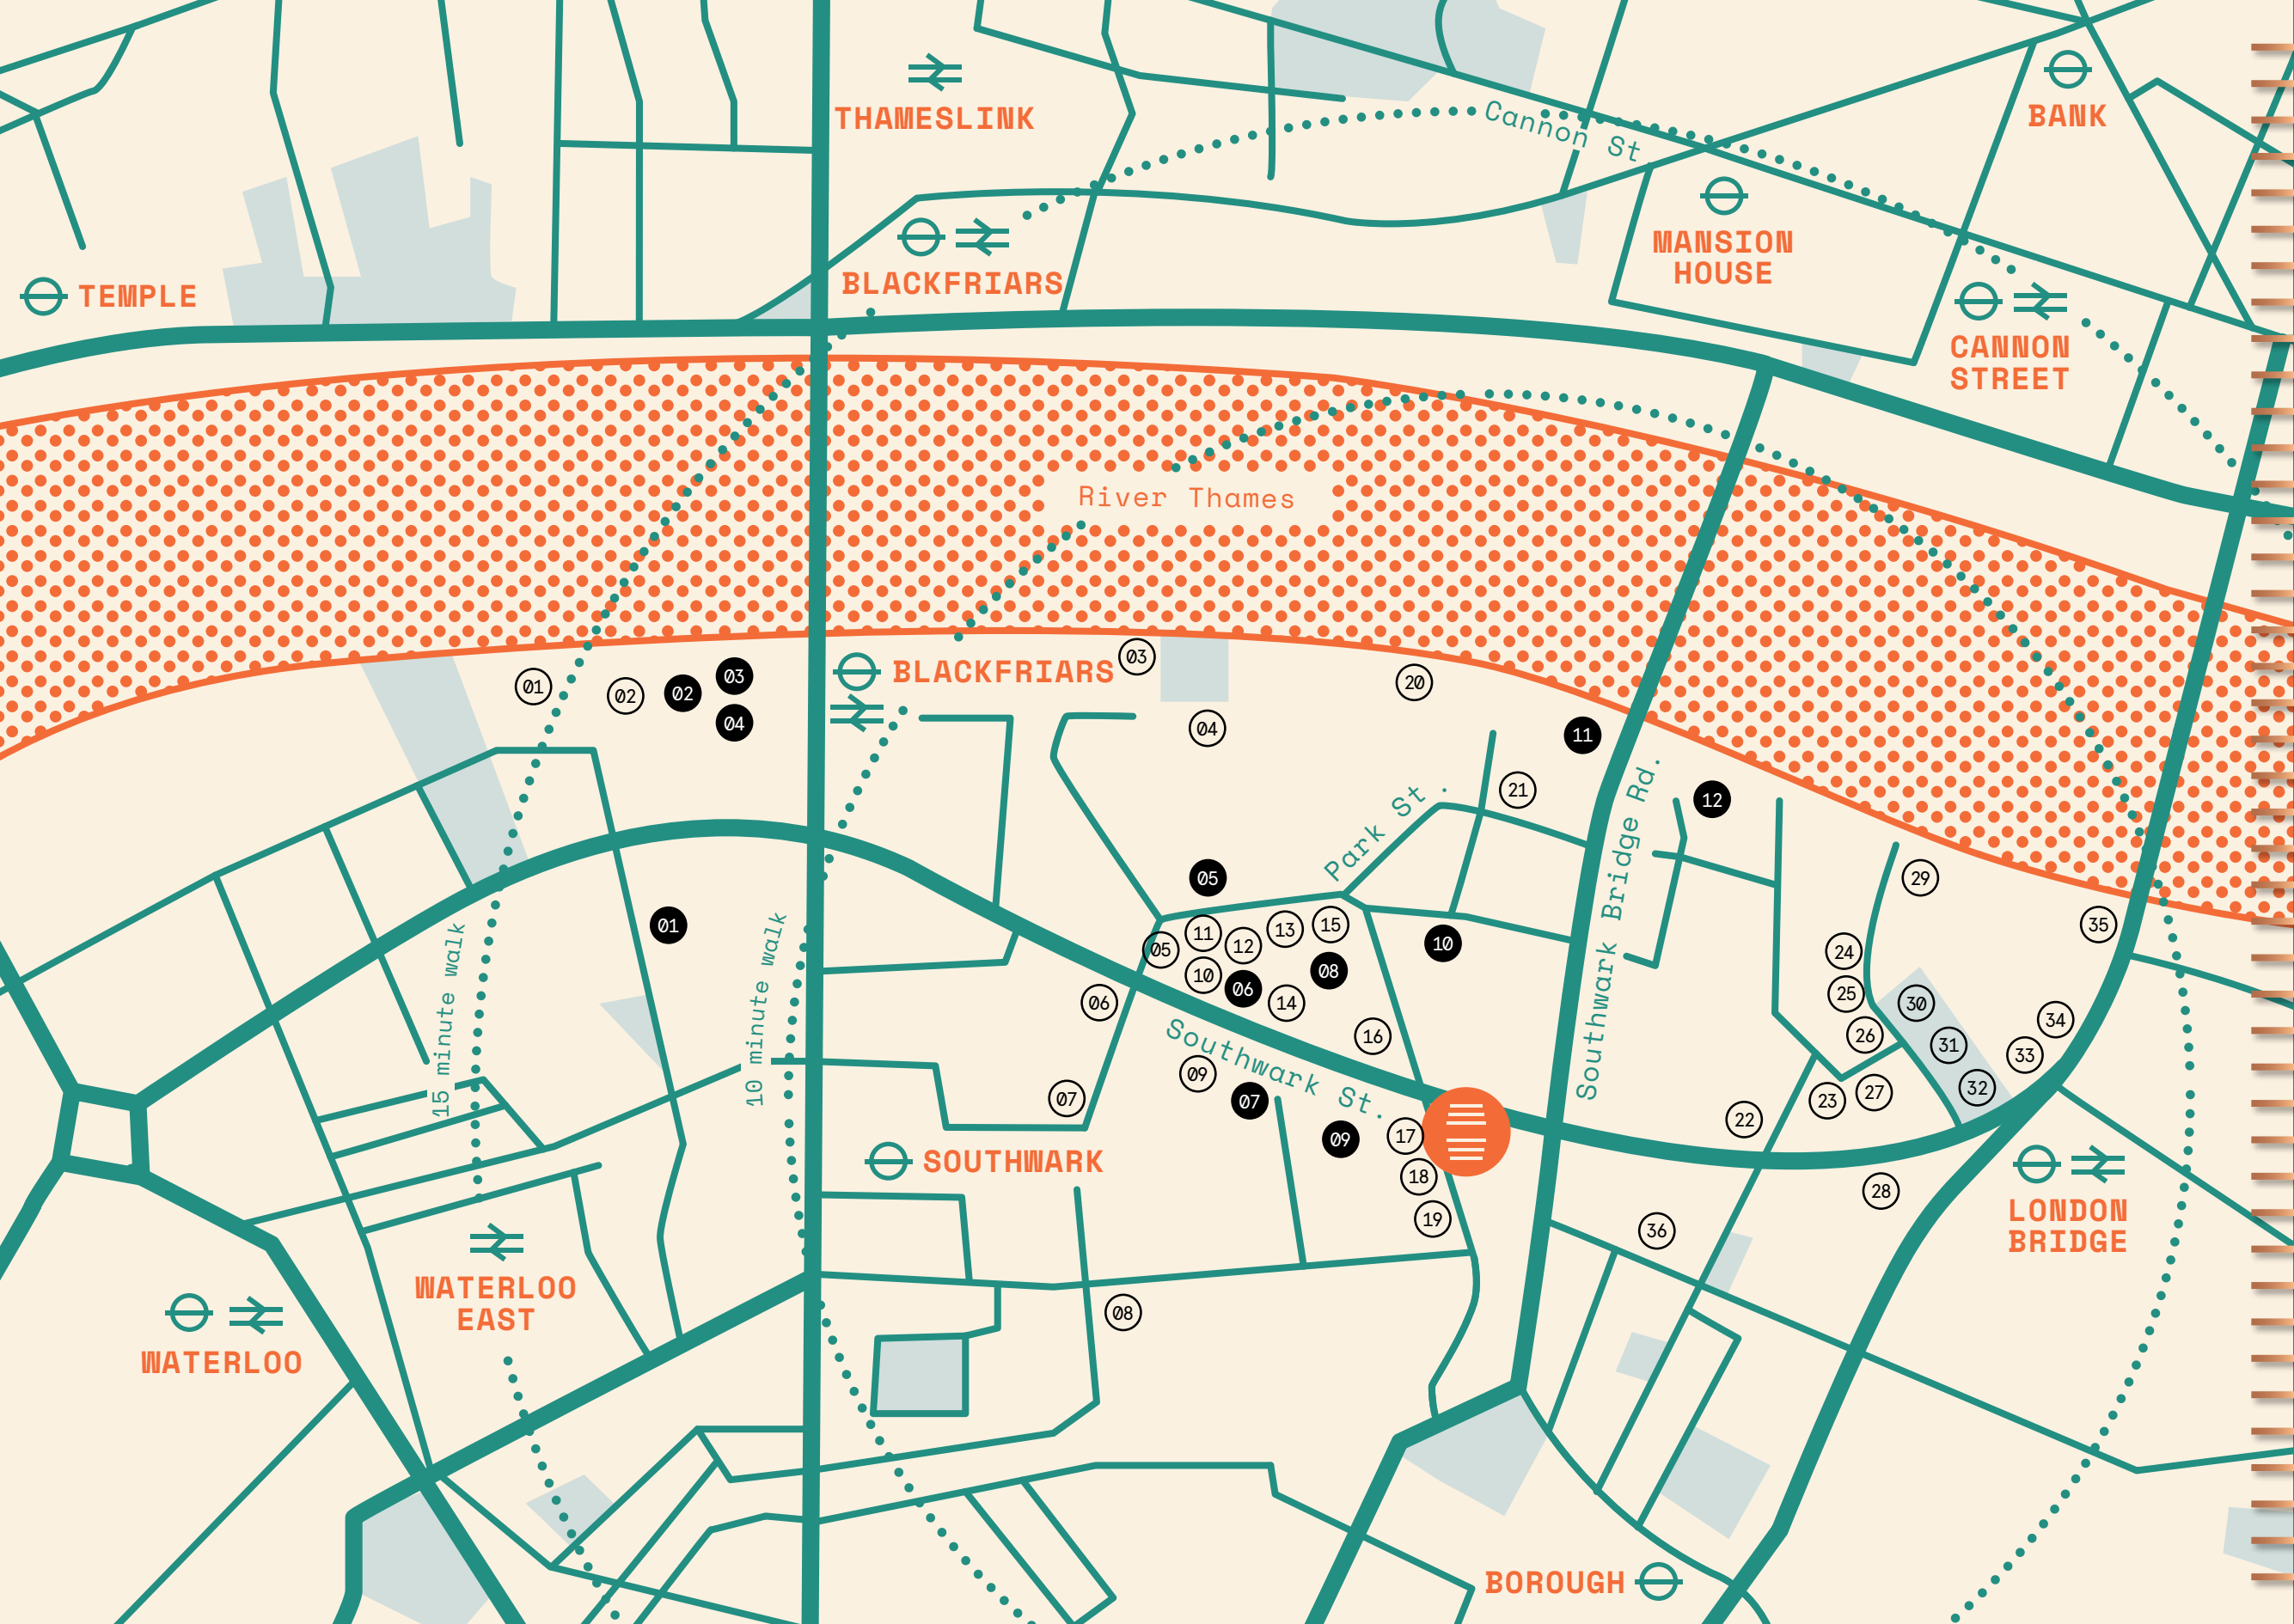 THAMESLINK
Cannon St
BANK
MANSION
HOUSE
BLACKFRIARS
TEMPLE
CANNON
STREET
River Thames
BLACKFRIARS
03
01
02
02
03
04
20
04
11
21
12
Park St.
Southwark Bridge Rd.
05
29
01
05
11
12
13
15
10
35
24
10
06
08
14
25
30
06
16
26
31
34
33
15 minute walk
10 minute walk
Southwark St.
09
07
07
09
17
22
23
27
32
SOUTHWARK
18
19
28
36
LONDON
BRIDGE
WATERLOO
EAST
08
WATERLOO
BOROUGH